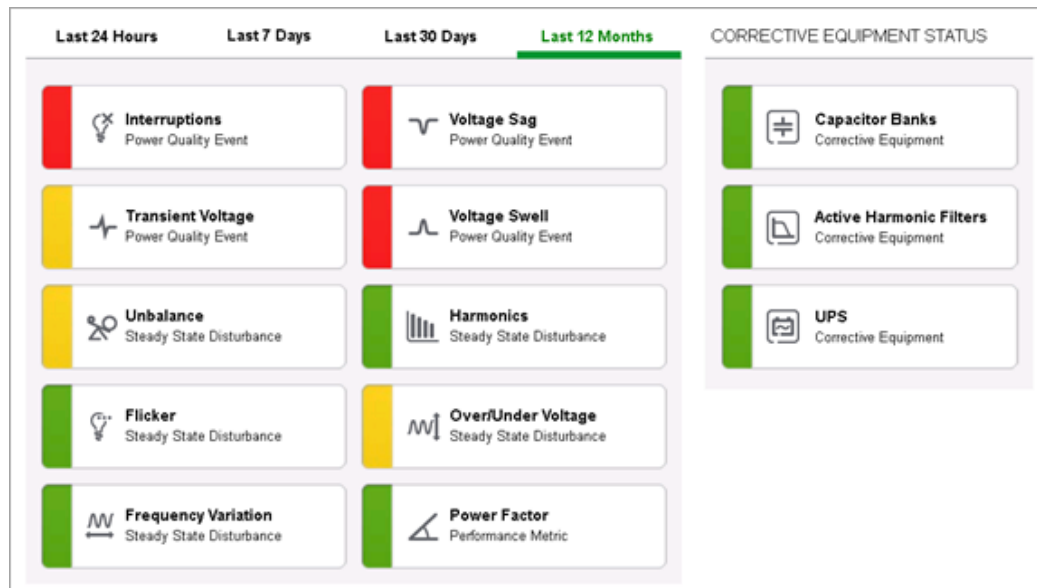 Last 24 Hours
Last 7 Days
Last 30 Days
Last 12 Months
CORRECTIVE EQUIPMENT STATUS
Interruptions
Power Quality Event
Voltage Sag
Power Quality Event
Capacitor Banks
Corrective Equipment
Transient Voltage
Power Quality Event
Voltage Swell
Power Quality Event
Active Harmonic Filters
Corrective Equipment
Unbalance
Steady State Disturbance
Harmonics
Steady State Disturbance
UPS
Corrective Equipment
Flicker
Steady State Disturbance
Over/Under Voltage
Steady State Disturbance
Frequency Variation
Steady State Disturbance
Power Factor
Performance Metric